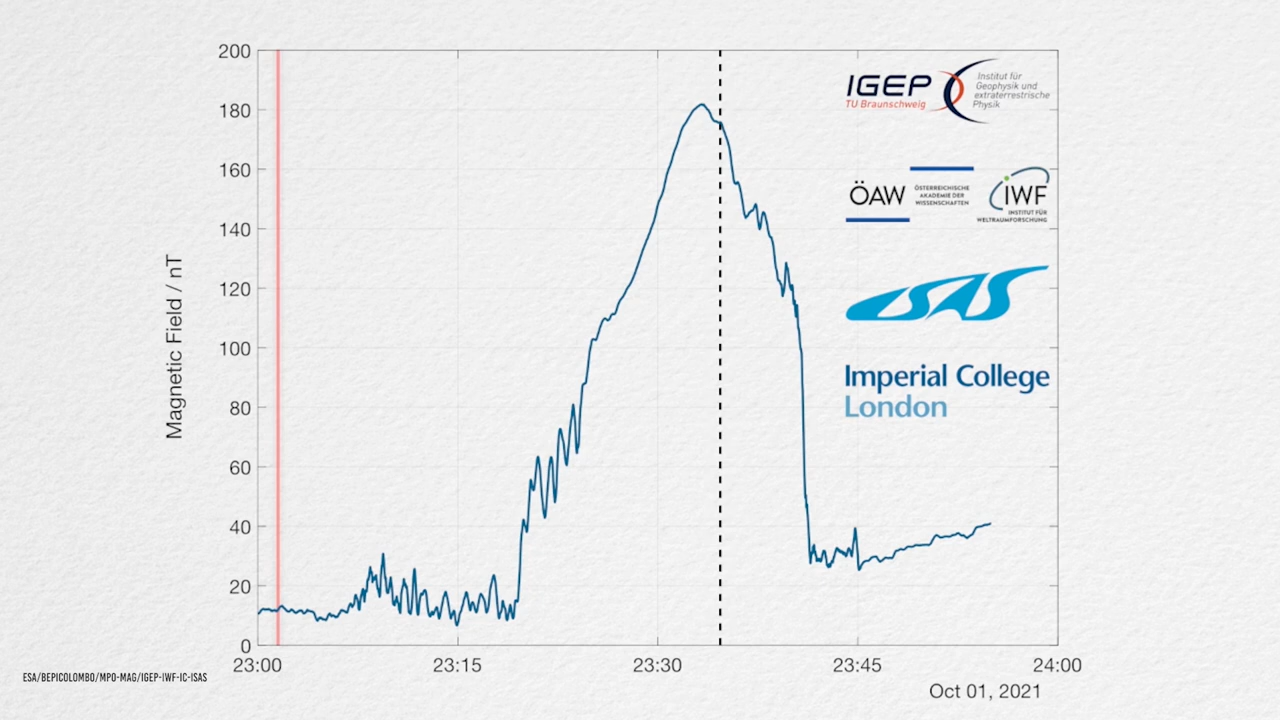 200
180
160
140
120
100
80
60
40
20
0
Magnetic Field / nT
23:00
23:15
23:30
23:45
24:00
Oct 01, 2021
IGEP
TU Braunschweig
Institut für
Geophysik und
extraterrestrische
Physik
ÖAW
ÖSTERREICHISCHE
AKADEMIE DER
WISSENSCHAFTEN
IWF
INSTITUT FÜR
WELTRAUMFORSCHUNG
ISAS
Imperial College
London
ESA/BEPICOLOMBO/MPO-MAG/IGEP-IWF-IC-ISAS